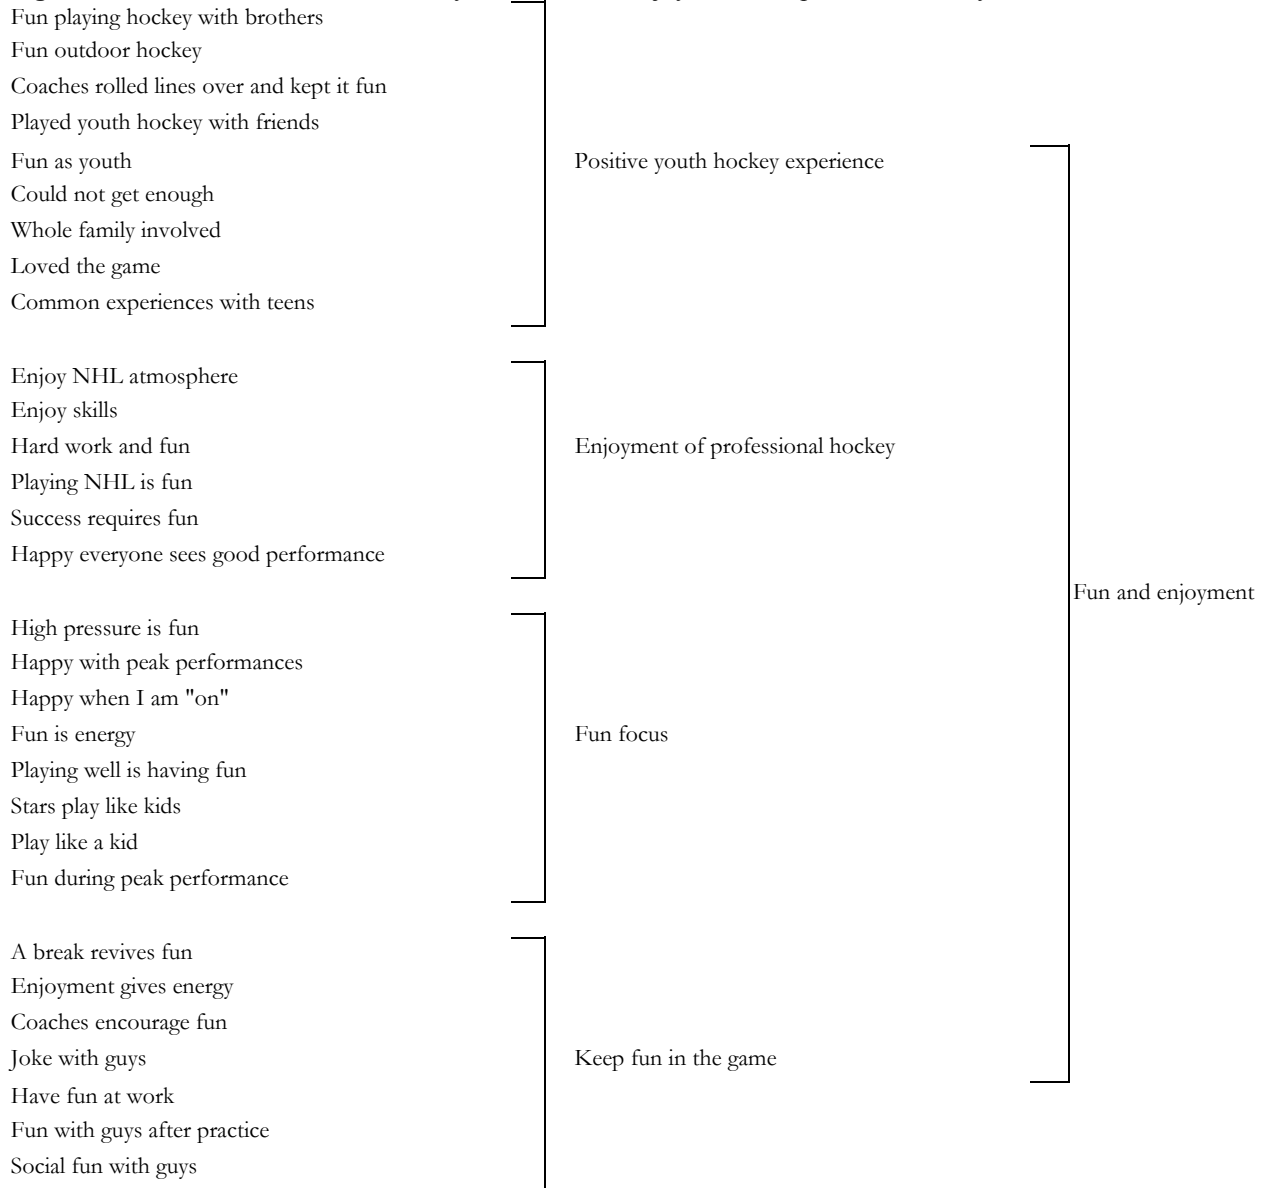 Fun playing hockey with brothers
Fun outdoor hockey
Coaches rolled lines over and kept it fun
Played youth hockey with friends
Fun as youth
Could not get enough
Whole family involved
Loved the game
Common experiences with teens
Positive youth hockey experience
Enjoy NHL atmosphere
Enjoy skills
Hard work and fun
Playing NHL is fun
Success requires fun
Happy everyone sees good performance
Enjoyment of professional hockey
High pressure is fun
Happy with peak performances
Happy when I am "on"
Fun is energy
Playing well is having fun
Stars play like kids
Play like a kid
Fun during peak performance
Fun focus
A break revives fun
Enjoyment gives energy
Coaches encourage fun
Joke with guys
Have fun at work
Fun with guys after practice
Social fun with guys
Keep fun in the game
Fun and enjoyment